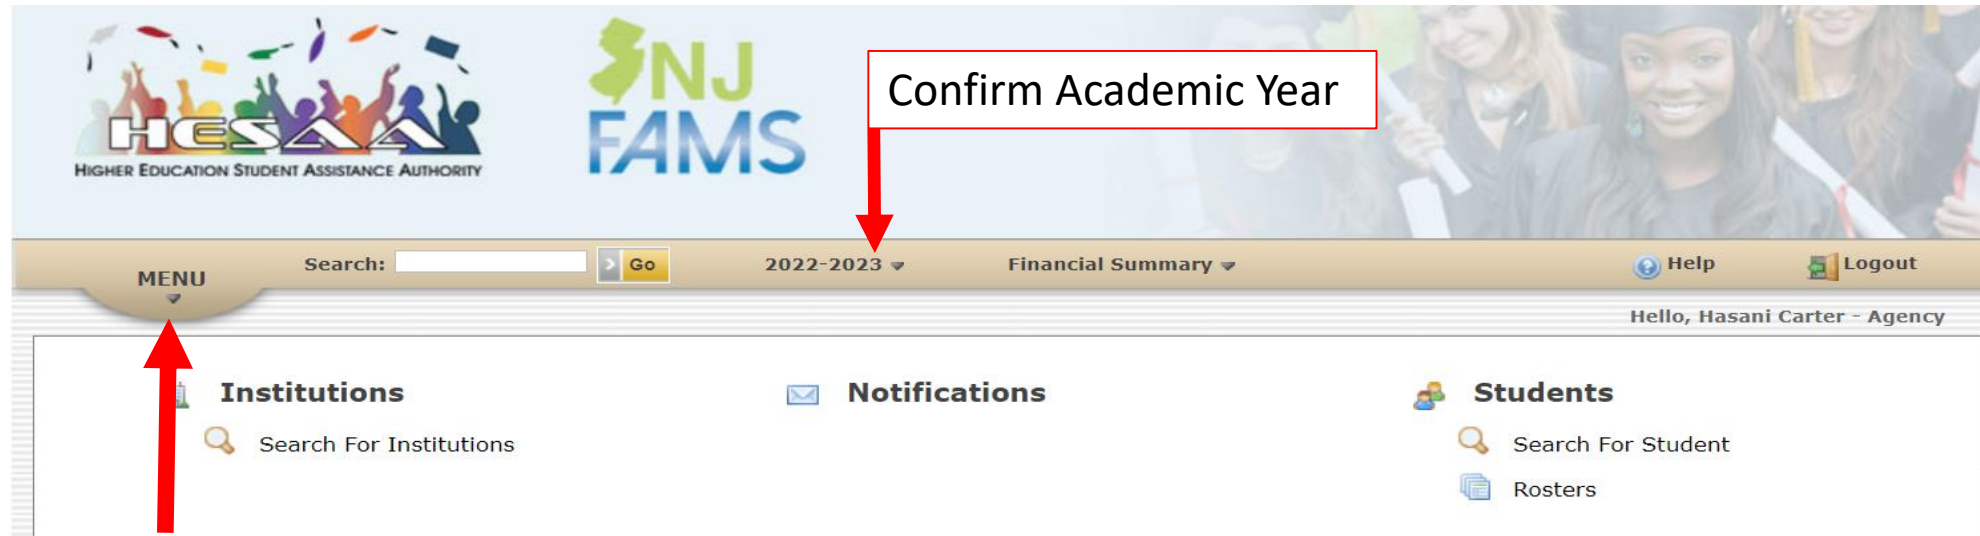 HESAA
HIGHER EDUCATION STUDENT ASSISTANCE AUTHORITY
NJ
FAMS
Confirm Academic Year
MENU
Search:
Go
2022-2023
Financial Summary
Help
Logout
Hello, Hasani Carter - Agency
Institutions
Search For Institutions
Notifications
Students
Search For Student
Rosters